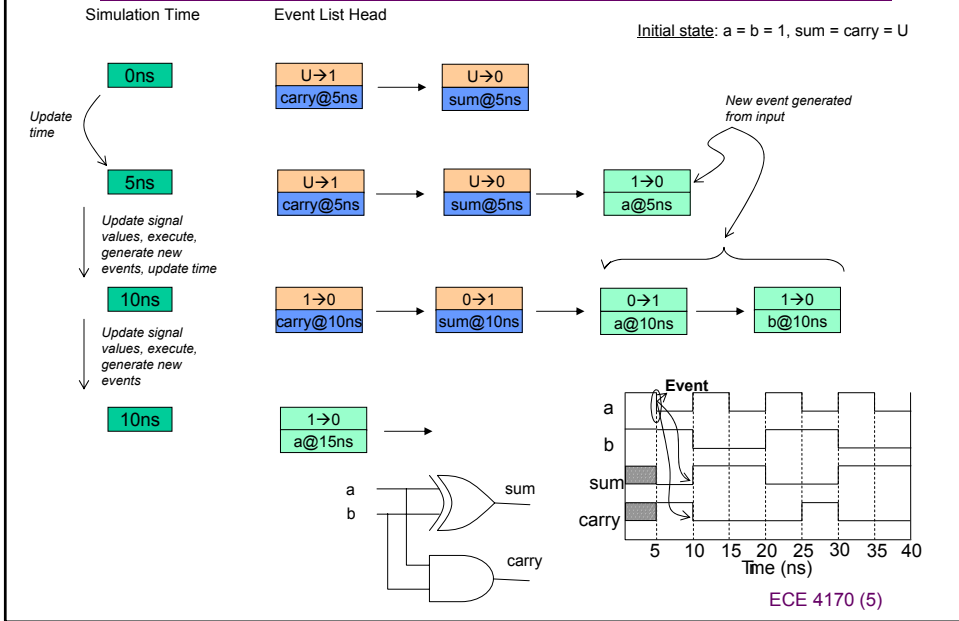 Simulation Time
Event List Head
Initial state: a = b = 1, sum = carry = U
0ns
U→1
carry@5ns
U→0
sum@5ns
New event generated
from input
Update
time
5ns
U→1
carry@5ns
U→0
sum@5ns
1→0
a@5ns
Update signal
values, execute,
generate new
events, update time
10ns
1→0
carry@10ns
0→1
sum@10ns
0→1
a@10ns
1→0
b@10ns
Update signal
values, execute,
generate new
events
10ns
1→0
a@15ns
a
b
sum
carry
Event
a
b
sum
carry
5 10 15 20 25 30 35 40
Time (ns)
ECE 4170 (5)